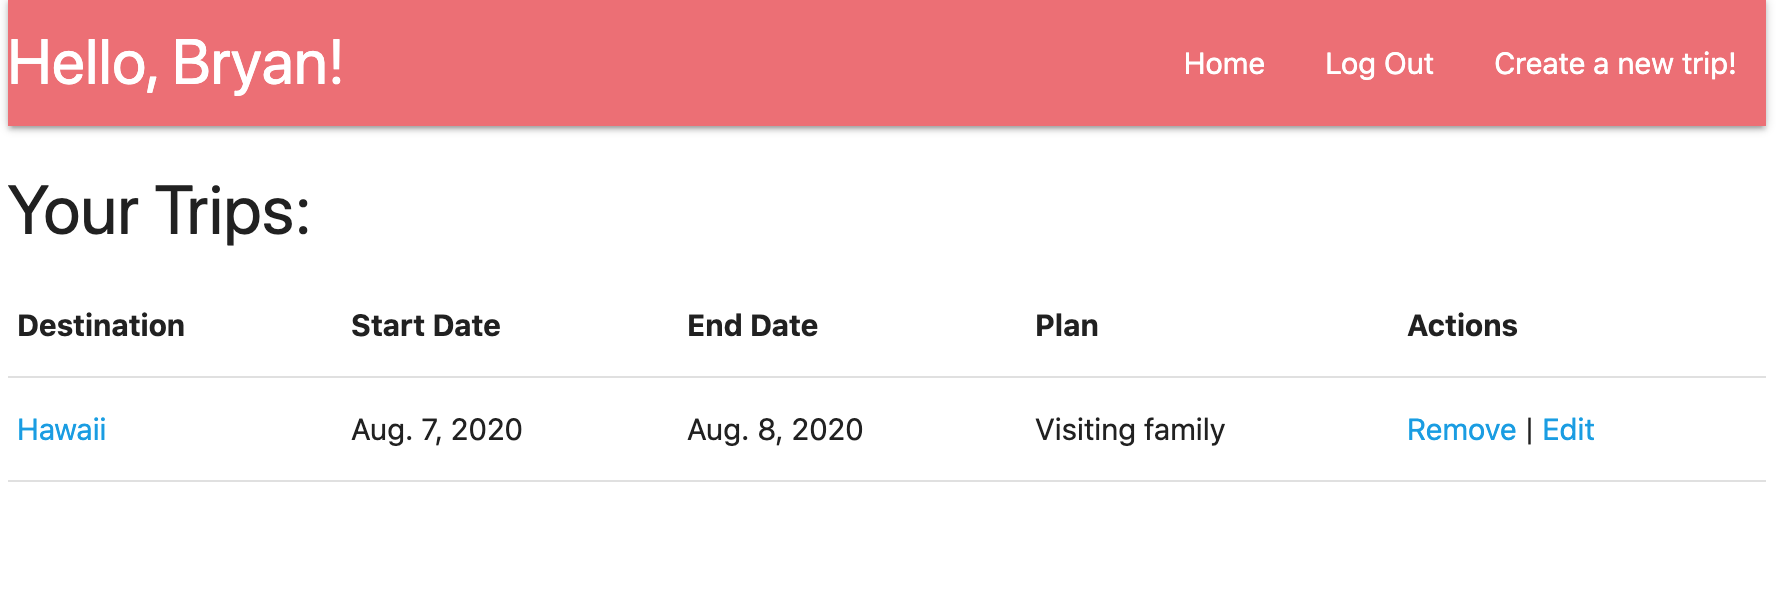 Hello, Bryan! Home Log Out Create a new trip!
Your Trips:
Destination Start Date End Date Plan Actions
Hawaii Aug. 7, 2020 Aug. 8, 2020 Visiting family Remove | Edit